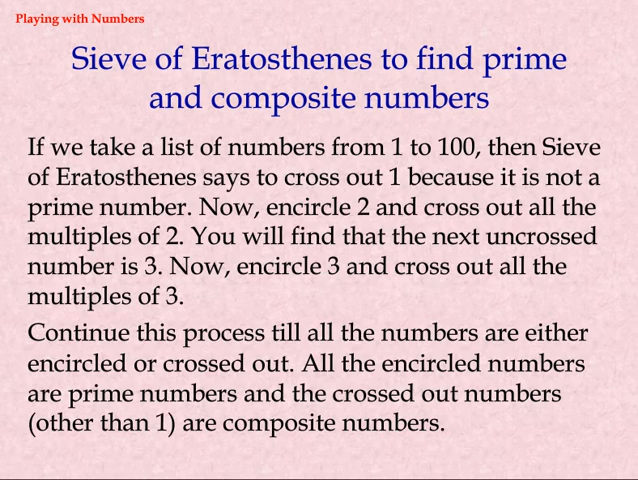 Playing with Numbers
Sieve of Eratosthenes to find prime
and composite numbers
If we take a list of numbers from 1 to 100, then Sieve
of Eratosthenes says to cross out 1 because it is not a
prime number. Now, encircle 2 and cross out all the
multiples of 2. You will find that the next uncrossed
number is 3. Now, encircle 3 and cross out all the
multiples of 3.
Continue this process till all the numbers are either
encircled or crossed out. All the encircled numbers
are prime numbers and the crossed out numbers
(other than 1) are composite numbers.